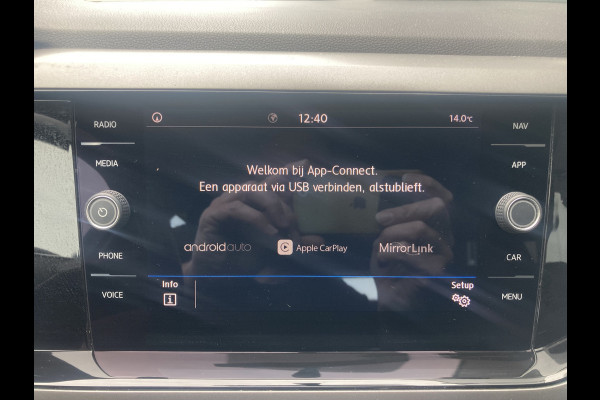 12:40
14.0°C
RADIO
NAV
MEDIA
APP
Welkom bij App-Connect.
Een apparaat via USB verbinden, alstublieft.
androidauto
Apple CarPlay
MirrorLink
PHONE
CAR
VOICE
Info
Setup
MENU